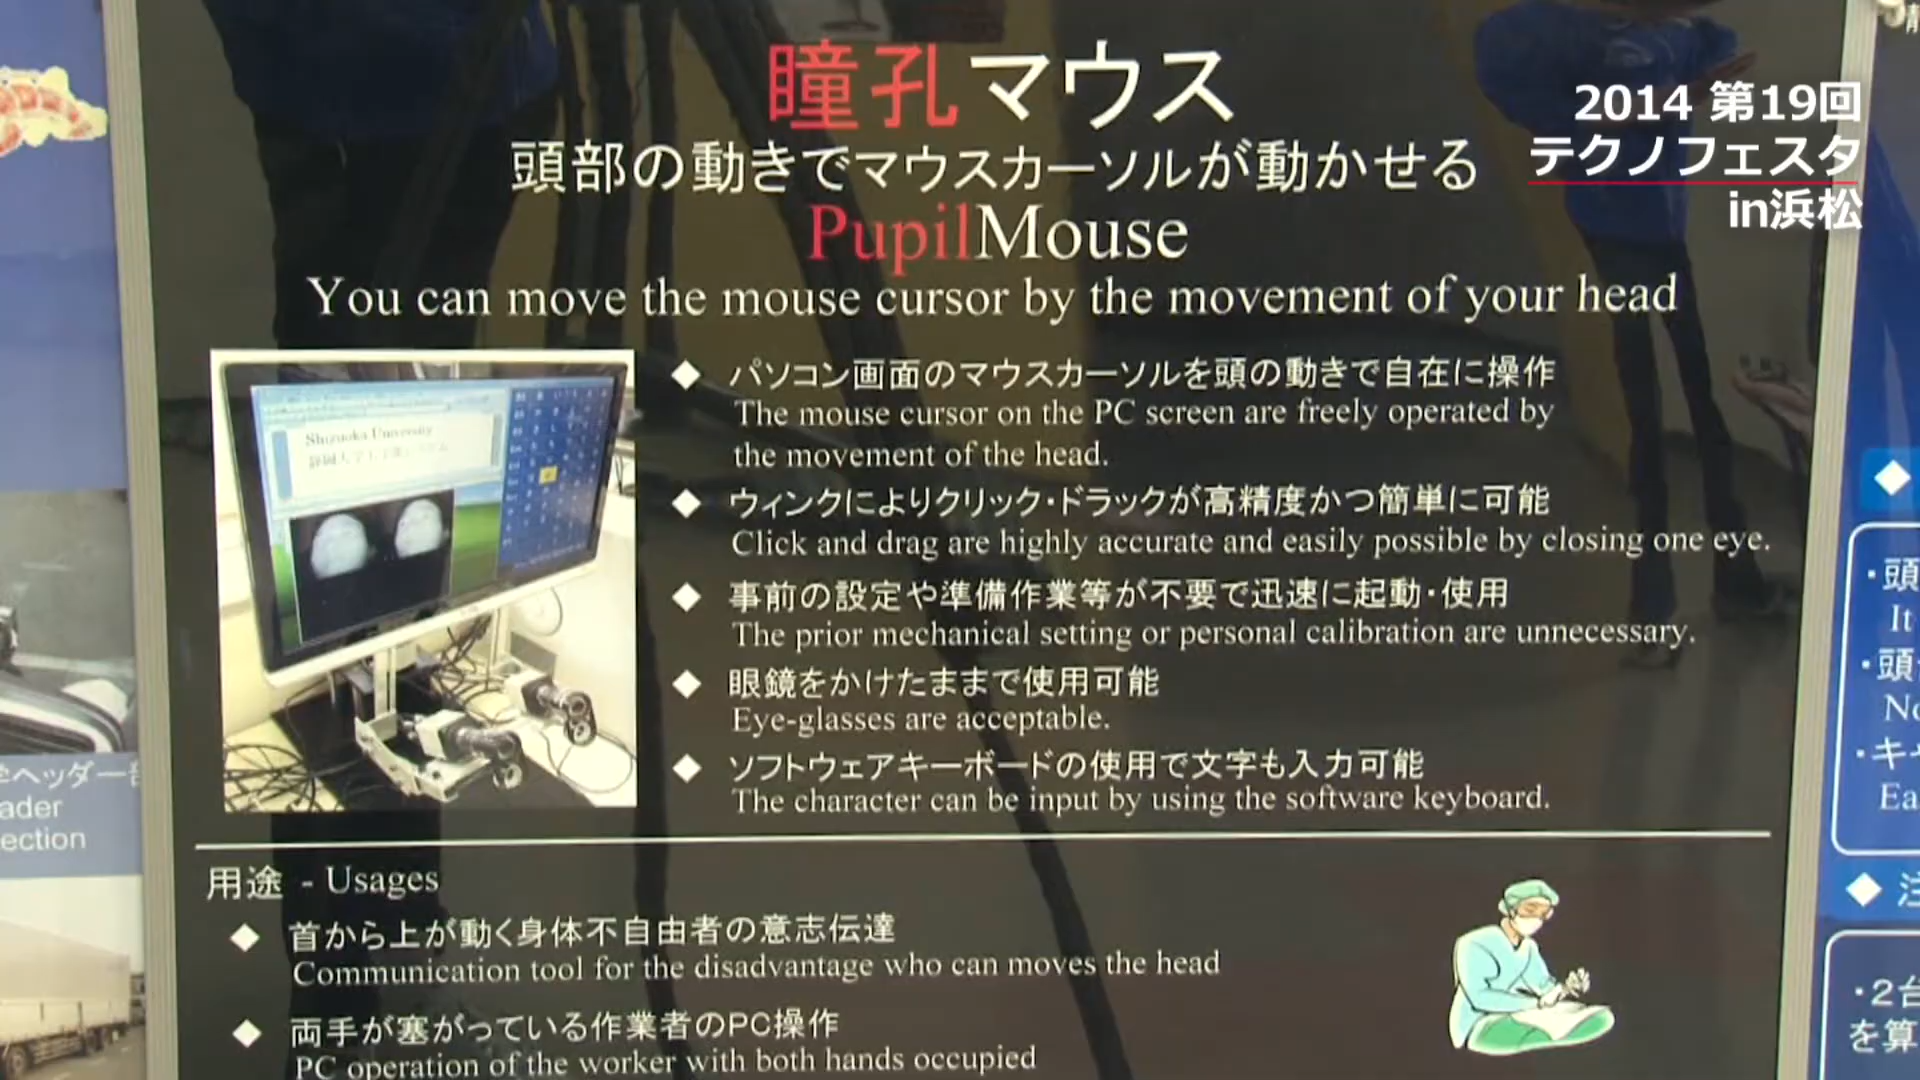 瞳孔マウス
頭部の動きでマウスカーソルが動かせる
PupilMouse
You can move the mouse cursor by the movement of your head
2014 第19回
テクノフェスタ
in浜松
Shizuoka University
◆ パソコン画面のマウスカーソルを頭の動きで自在に操作
The mouse cursor on the PC screen are freely operated by
the movement of the head.
◆ ウィンクによりクリック・ドラックが高精度かつ簡単に可能
Click and drag are highly accurate and easily possible by closing one eye.
◆ 事前の設定や準備作業等が不要で迅速に起動・使用
The prior mechanical setting or personal calibration are unnecessary.
◆ 眼鏡をかけたままで使用可能
Eye-glasses are acceptable.
◆ ソフトウェアキーボードの使用で文字も入力可能
The character can be input by using the software keyboard.
用途 - Usages
◆ 首から上が動く身体不自由者の意志伝達
Communication tool for the disadvantage who can moves the head
◆ 両手が塞がっている作業者のPC操作
PC operation of the worker with both hands occupied
ヘッダー
ader
ection
・頭
It
・頭
・キ
Ea
・2台
を算